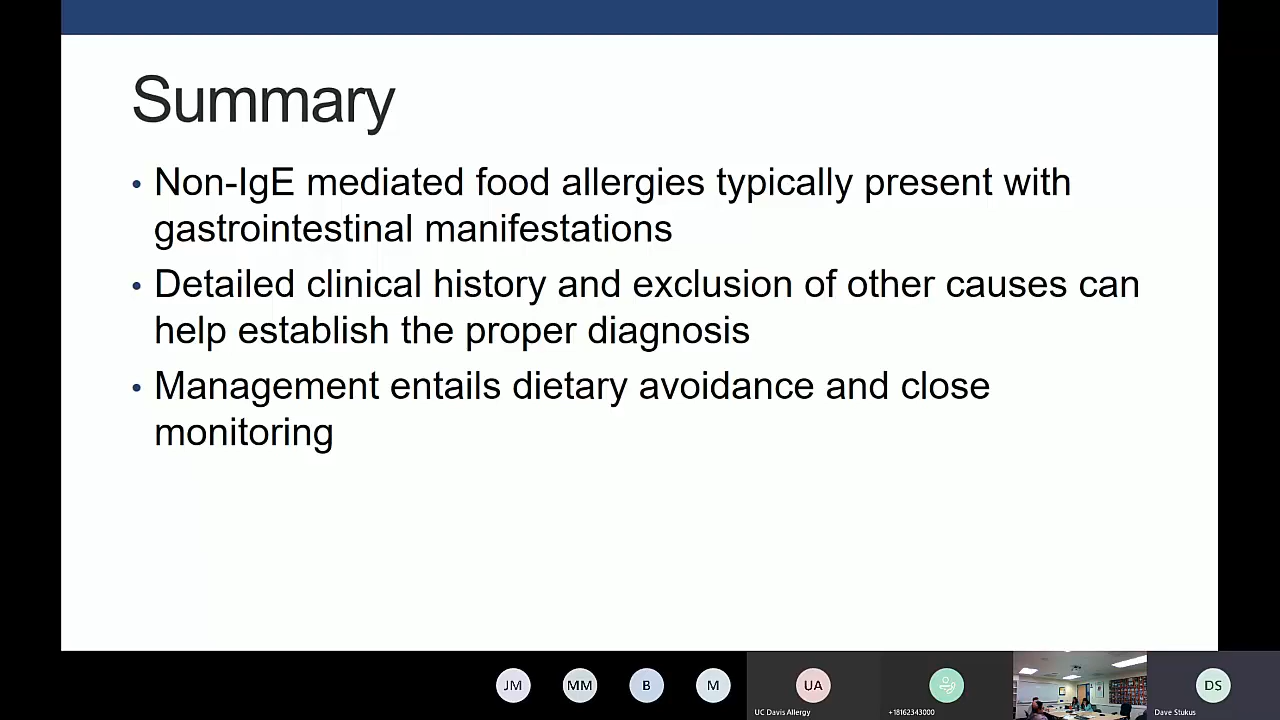 Summary
• Non-IgE mediated food allergies typically present with
gastrointestinal manifestations
• Detailed clinical history and exclusion of other causes can
help establish the proper diagnosis
• Management entails dietary avoidance and close
monitoring
JM MM B M UA DS
UC Davis Allergy +18162343000 Dave Stukus